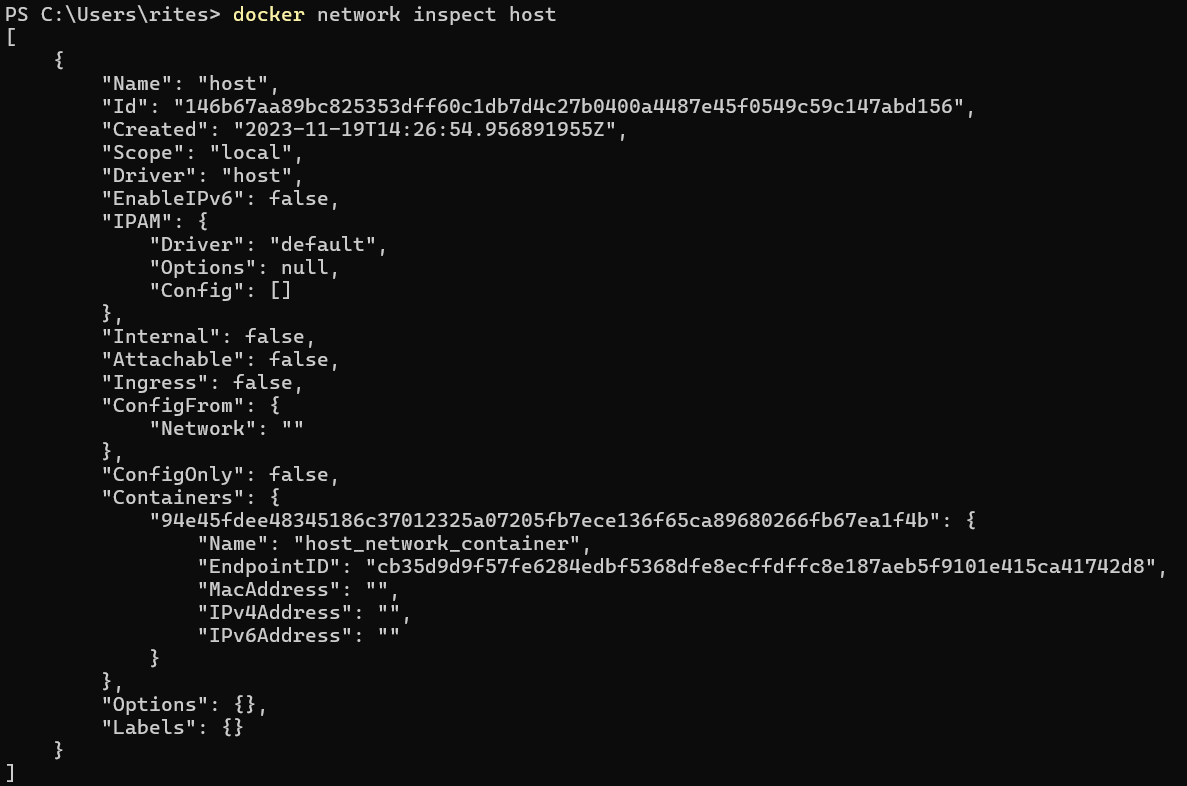 PS C:\Users\rites> docker network inspect host
[
    {
        "Name": "host",
        "Id": "146b67aa89bc825353dff60c1db7d4c27b0400a4487e45f0549c59c147abd156",
        "Created": "2023-11-19T14:26:54.956891955Z",
        "Scope": "local",
        "Driver": "host",
        "EnableIPv6": false,
        "IPAM": {
            "Driver": "default",
            "Options": null,
            "Config": []
        },
        "Internal": false,
        "Attachable": false,
        "Ingress": false,
        "ConfigFrom": {
            "Network": ""
        },
        "ConfigOnly": false,
        "Containers": {
            "94e45fdee48345186c37012325a07205fb7ece136f65ca89680266fb67ea1f4b": {
                "Name": "host_network_container",
                "EndpointID": "cb35d9d9f57fe6284edbf5368dfe8ecffdffc8e187aeb5f9101e415ca41742d8",
                "MacAddress": "",
                "IPv4Address": "",
                "IPv6Address": ""
            }
        },
        "Options": {},
        "Labels": {}
    }
]